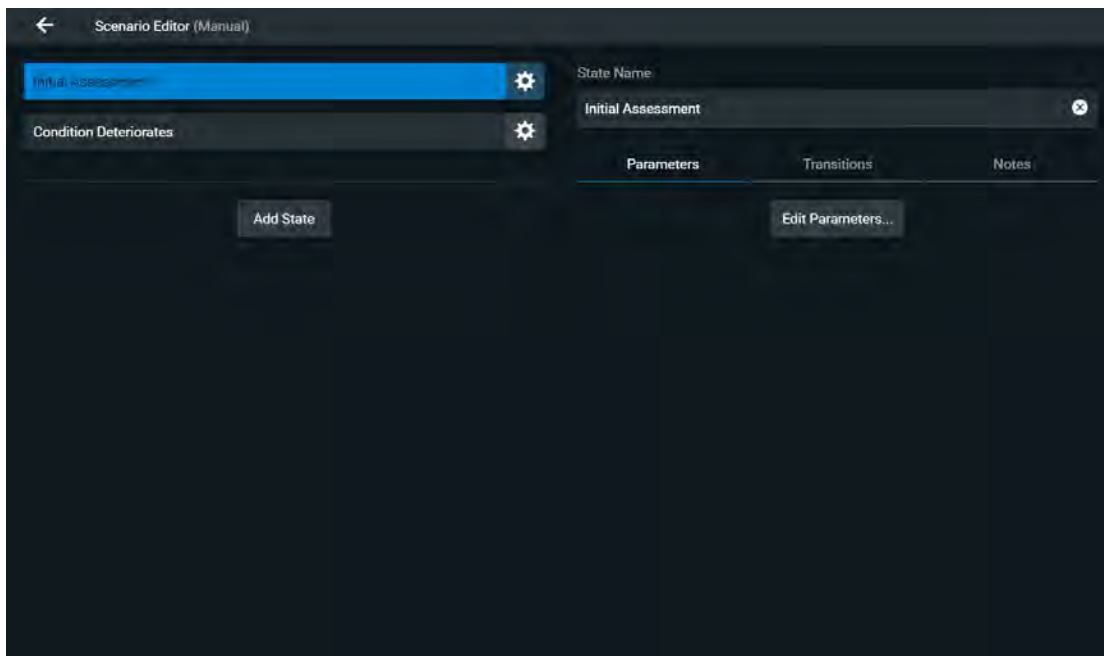 Scenario Editor (Manual)
Initial Assessment
Condition Deteriorates
Add State
State Name
Initial Assessment
Parameters Transitions Notes
Edit Parameters...